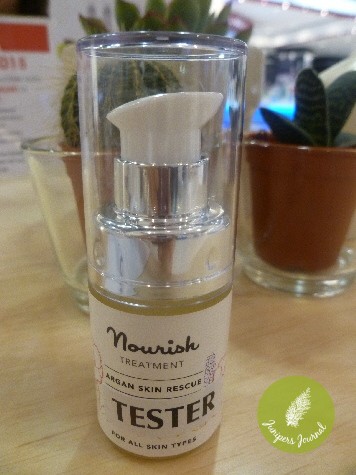 Nourish
TREATMENT
ARGAN SKIN RESCUE
TESTER
FOR ALL SKIN TYPES
Junipers Journal